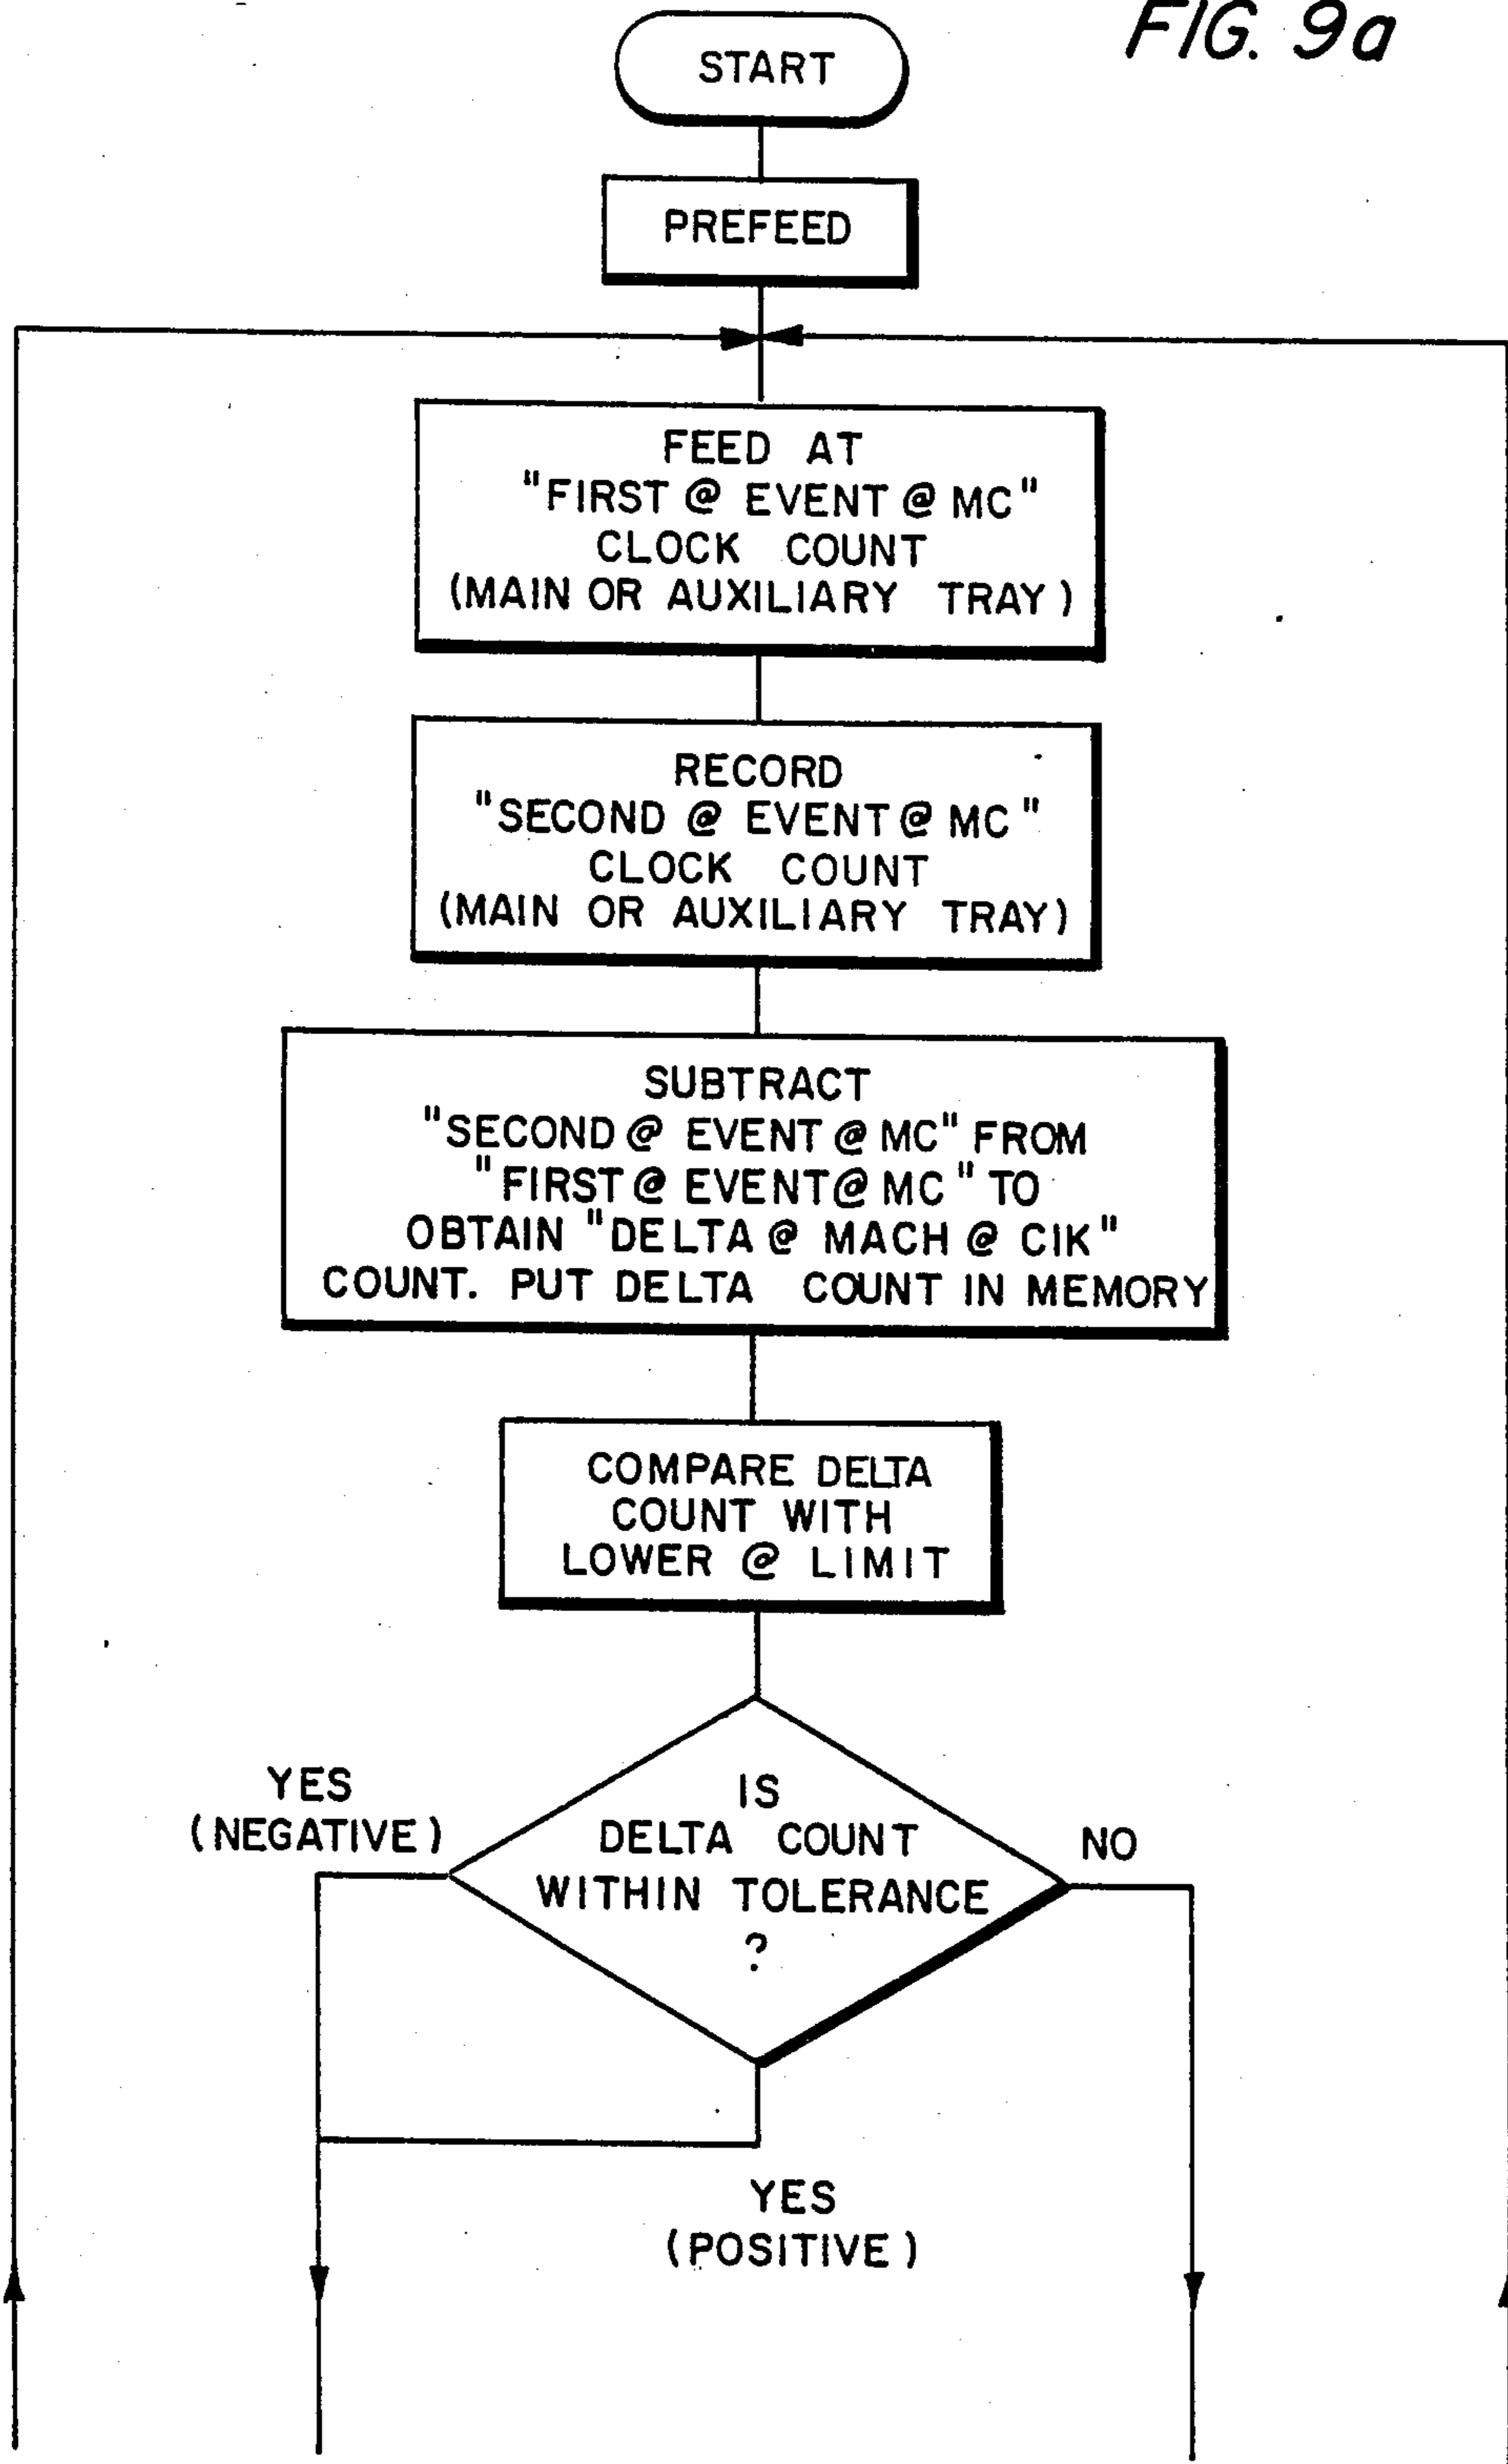 FIG. 9a
START
PREFEED
FEED AT
"FIRST @ EVENT @ MC"
CLOCK COUNT
(MAIN OR AUXILIARY TRAY)
RECORD
"SECOND @ EVENT @ MC"
CLOCK COUNT
(MAIN OR AUXILIARY TRAY)
SUBTRACT
"SECOND @ EVENT @ MC" FROM
"FIRST @ EVENT @ MC" TO
OBTAIN "DELTA @ MACH @ CIK"
COUNT. PUT DELTA COUNT IN MEMORY
COMPARE DELTA
COUNT WITH
LOWER @ LIMIT
YES
(NEGATIVE)
IS
DELTA COUNT
WITHIN TOLERANCE
?
NO
YES
(POSITIVE)